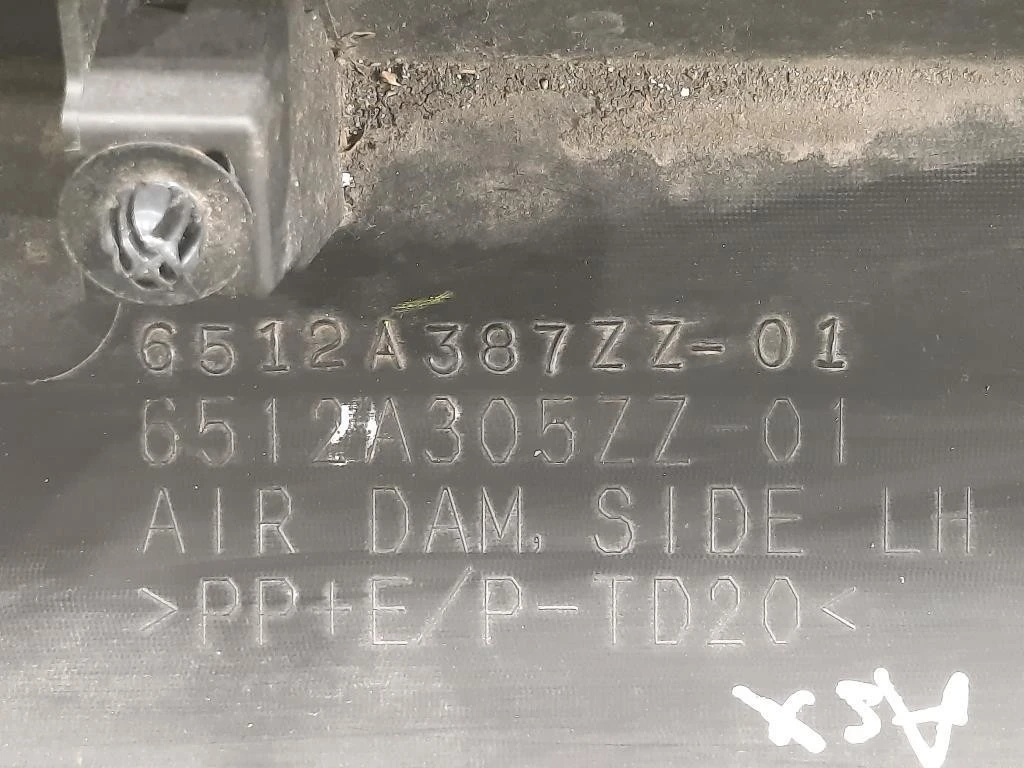 6512A387ZZ-01
6512A305ZZ-01
AIR DAM, SIDE LH
>PP+E/P-TD20<
ASX